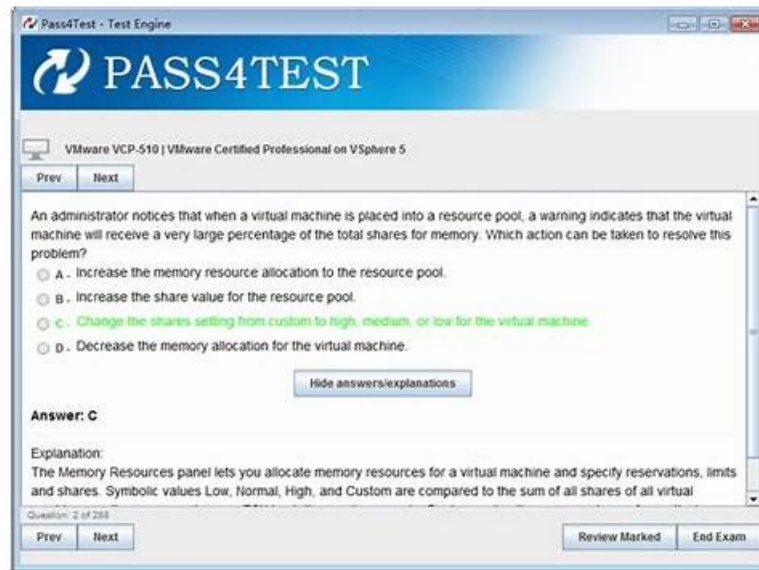 Pass4Test - Test Engine
PASS4TEST
VMware VCP-510 | VMware Certified Professional on VSphere 5
Prev Next
An administrator notices that when a virtual machine is placed into a resource pool, a warning indicates that the virtual
machine will receive a very large percentage of the total shares for memory. Which action can be taken to resolve this
problem?
A. Increase the memory resource allocation to the resource pool.
B. Increase the share value for the resource pool.
C. Change the shares setting from custom to high, medium, or low for the virtual machine.
D. Decrease the memory allocation for the virtual machine.
Hide answers/explanations
Answer: C
Explanation:
The Memory Resources panel lets you allocate memory resources for a virtual machine and specify reservations, limits
and shares. Symbolic values Low, Normal, High, and Custom are compared to the sum of all shares of all virtual
Question: 2 of 268
Prev Next Review Marked End Exam